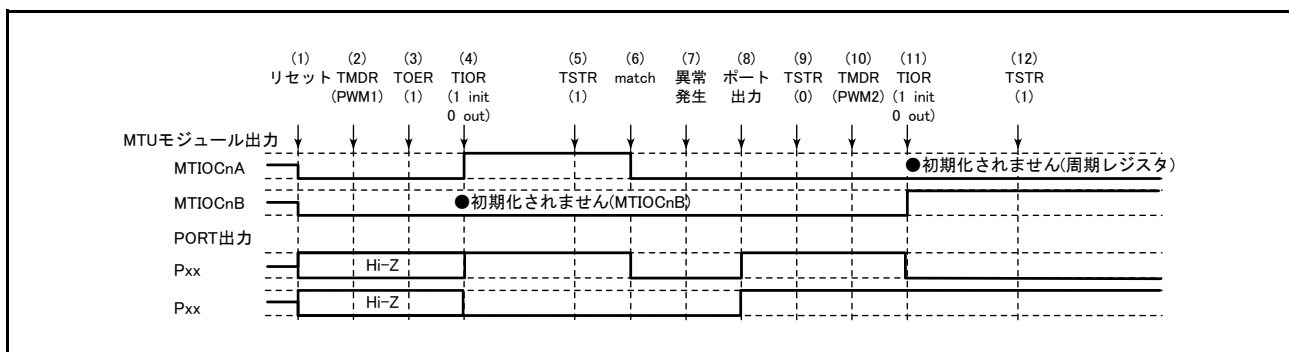 (1) (2) (3) (4) (5) (6) (7) (8) (9) (10) (11) (12)
リセット TMDR TOER TIOR TSTR match 異常 ポート TSTR TMDR TIOR TSTR
(PWM1) (1) (1 init (1) 発生 出力 (0) (PWM2) (1 init (1)
0 out) 0 out)
MTUモジュール出力
MTIOCnA ●初期化されません(周期レジスタ)
MTIOCnB ●初期化されません(MTIOCnB)
PORT出力
Pxx Hi-Z
Pxx Hi-Z